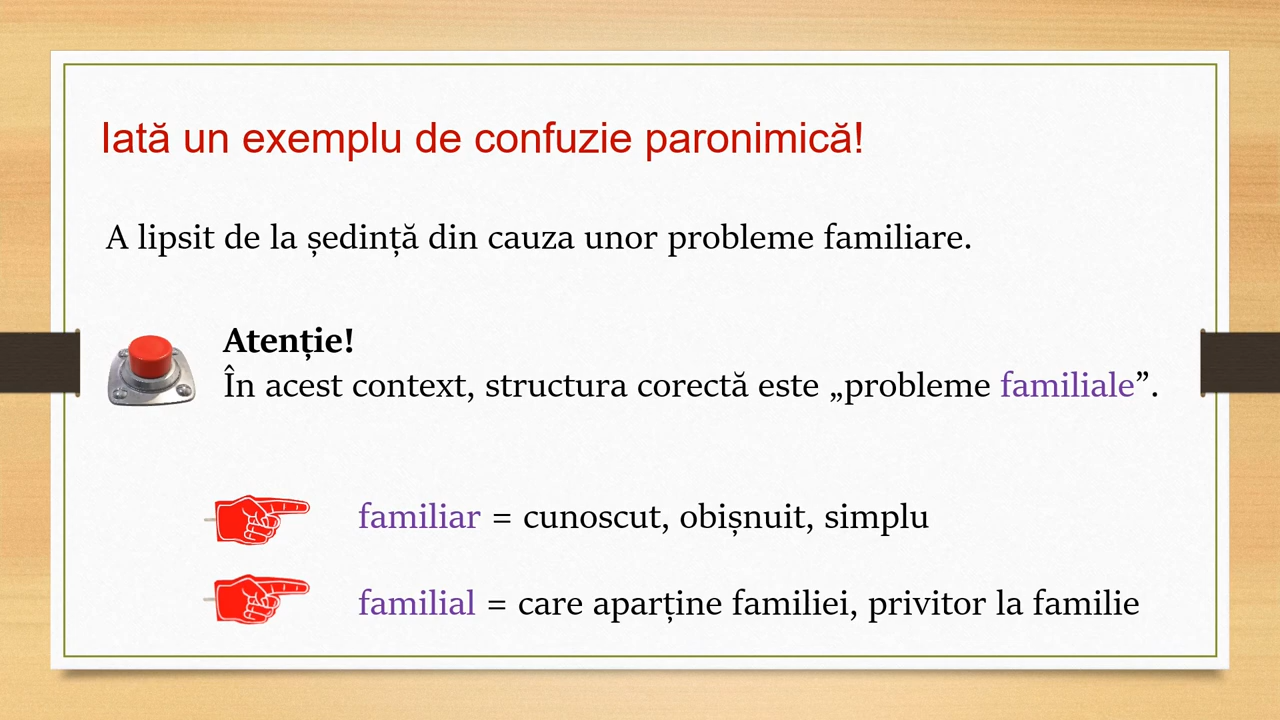 Iată un exemplu de confuzie paronimică!
A lipsit de la ședință din cauza unor probleme familiare.
Atenție!
În acest context, structura corectă este „probleme familiale”.
familiar = cunoscut, obișnuit, simplu
familial = care aparține familiei, privitor la familie